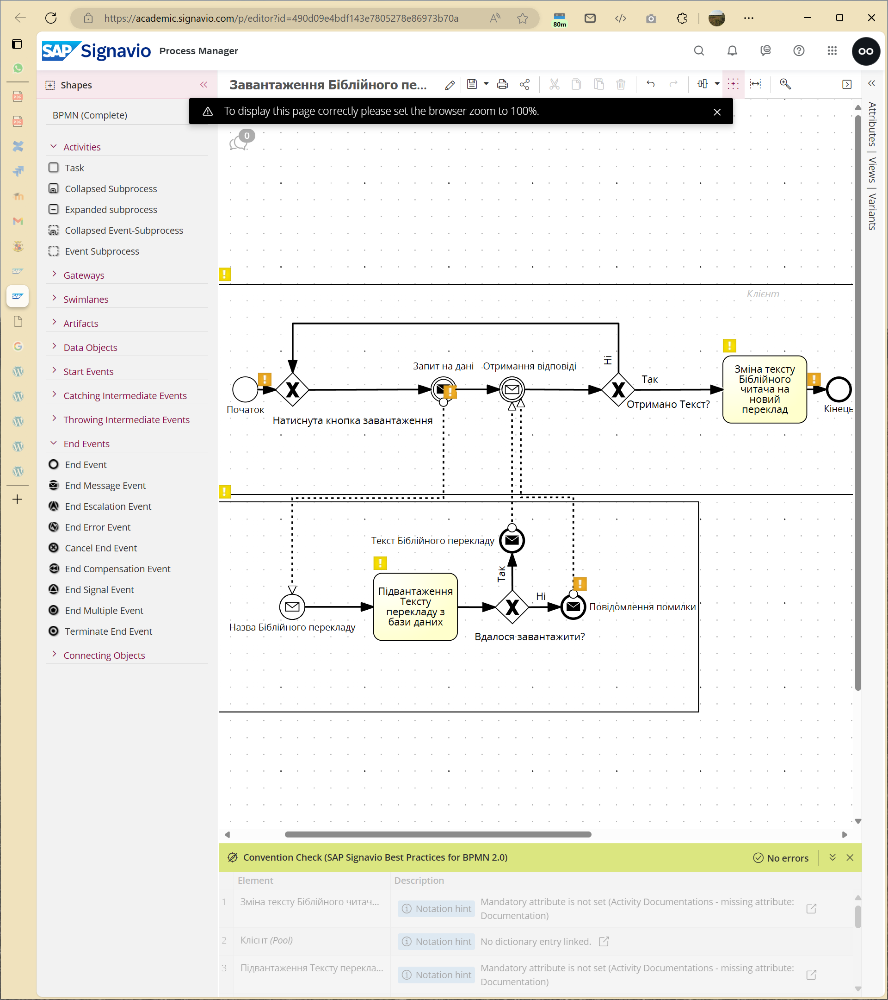 https://academic.signavio.com/p/editor?id=490d09e4bdf143e7805278e86973b70a
80m
SAP Signavio Process Manager
OO
Shapes
Завантаження Біблійного пе...
To display this page correctly please set the browser zoom to 100%.
BPMN (Complete)
0
Activities
Task
Collapsed Subprocess
Expanded subprocess
Collapsed Event-Subprocess
Event Subprocess
Gateways
Swimlanes
Artifacts
Data Objects
Start Events
Catching Intermediate Events
Throwing Intermediate Events
End Events
End Event
End Message Event
End Escalation Event
End Error Event
Cancel End Event
End Compensation Event
End Signal Event
End Multiple Event
Terminate End Event
Connecting Objects
Attributes | Views | Variants
Клієнт
Початок
Натиснута кнопка завантаження
Запит на дані
Отримання відповіді
Ні
Так
Отримано Текст?
Зміна тексту
Біблійного
читача на
новий
переклад
Кінець
Текст Біблійного перекладу
Так
Підвантаження
Тексту
перекладу з
бази даних
Ні
Повідомлення помилки
Назва Біблійного перекладу
Вдалося завантажити?
Convention Check (SAP Signavio Best Practices for BPMN 2.0)
No errors
Element
Description
1
Зміна тексту Біблійного читач...
Notation hint
Mandatory attribute is not set (Activity Documentations - missing attribute:
Documentation)
2
Клієнт (Pool)
Notation hint
No dictionary entry linked.
3
Підвантаження Тексту перекла...
Notation hint
Mandatory attribute is not set (Activity Documentations - missing attribute:
Documentation)